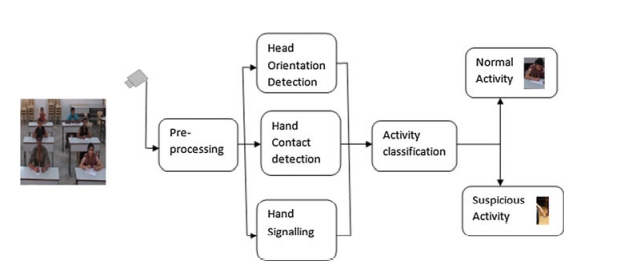 Pre-
processing
Head
Orientation
Detection
Hand
Contact
detection
Hand
Signalling
Activity
classification
Normal
Activity
Suspicious
Activity